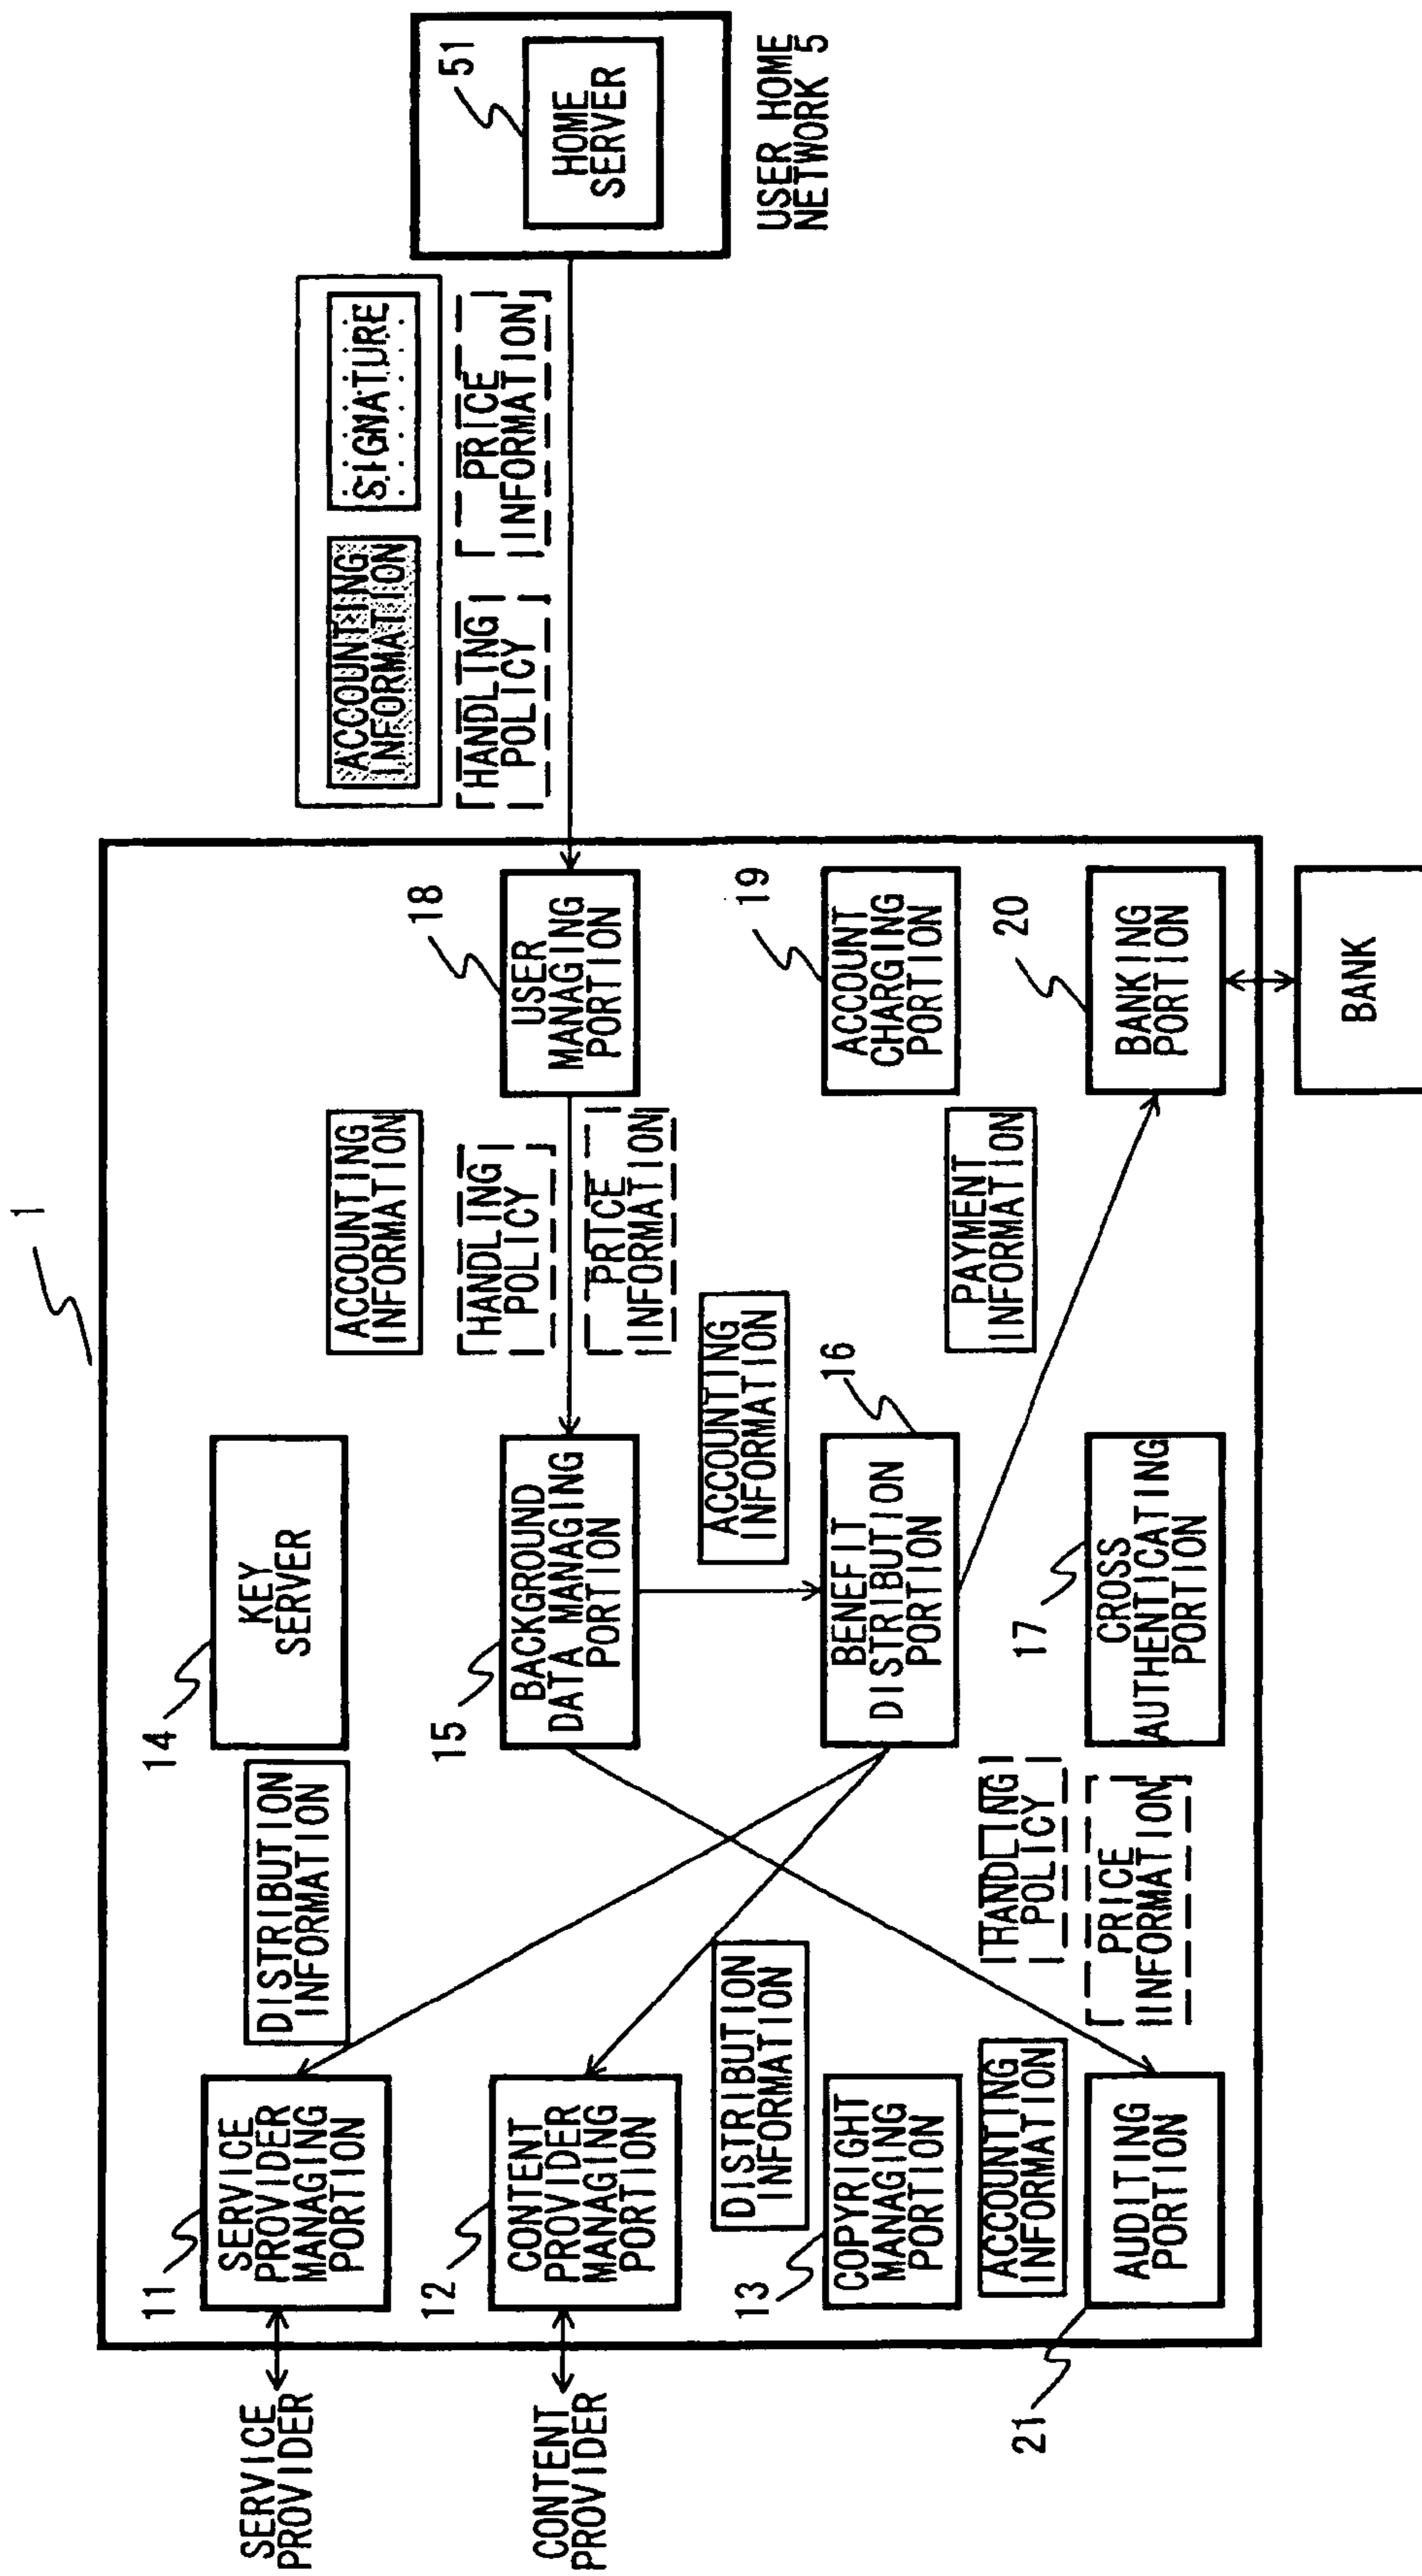 1
SERVICE
PROVIDER
CONTENT
PROVIDER
11
SERVICE
PROVIDER
MANAGING
PORTION
DISTRIBUTION
INFORMATION
14
KEY
SERVER
12
CONTENT
PROVIDER
MANAGING
PORTION
15
BACKGROUND
DATA MANAGING
PORTION
ACCOUNTING
INFORMATION
HANDLING
POLICY
PRICE
INFORMATION
18
USER
MANAGING
PORTION
ACCOUNTING
INFORMATION
SIGNATURE
HANDLING
POLICY
PRICE
INFORMATION
51
HOME
SERVER
USER HOME
NETWORK 5
DISTRIBUTION
INFORMATION
ACCOUNTING
INFORMATION
13
COPYRIGHT
MANAGING
PORTION
16
BENEFIT
DISTRIBUTION
PORTION
19
ACCOUNT
CHARGING
PORTION
ACCOUNTING
INFORMATION
HANDLING
POLICY
PRICE
INFORMATION
PAYMENT
INFORMATION
21
AUDITING
PORTION
17
CROSS
AUTHENTICATING
PORTION
20
BANKING
PORTION
BANK